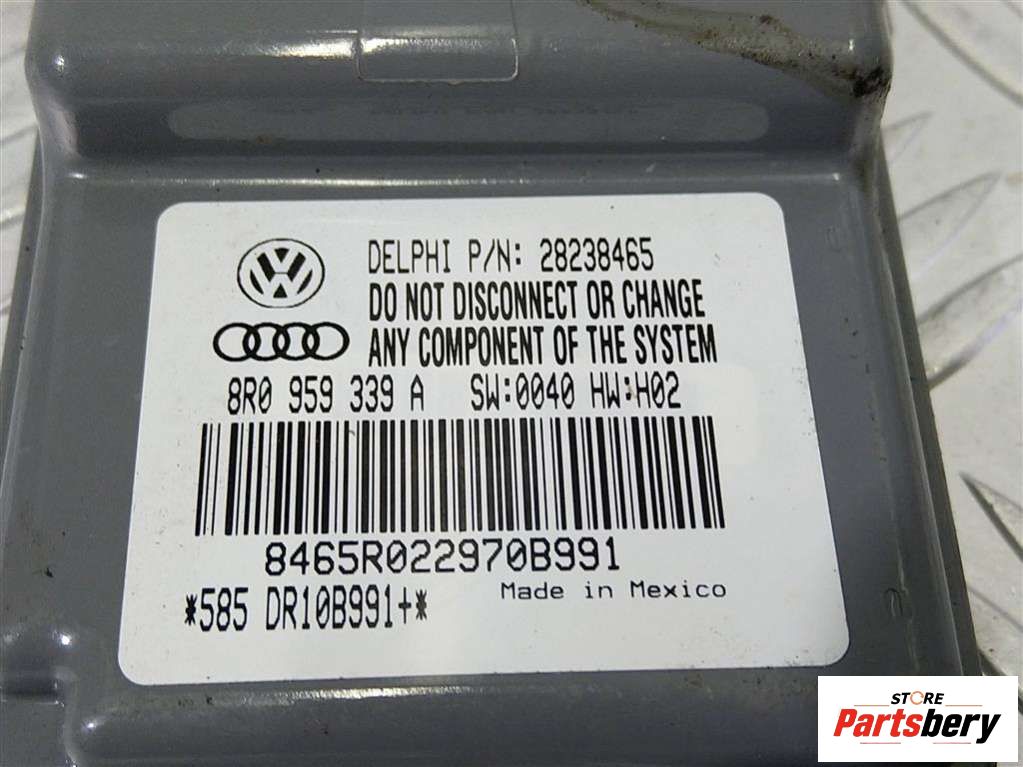 DELPHI P/N: 28238465
DO NOT DISCONNECT OR CHANGE
ANY COMPONENT OF THE SYSTEM
8R0 959 339 A SW:0040 HW:H02
8465R022970B991
*585 DR10B991+* Made in Mexico
STORE
Partsbery